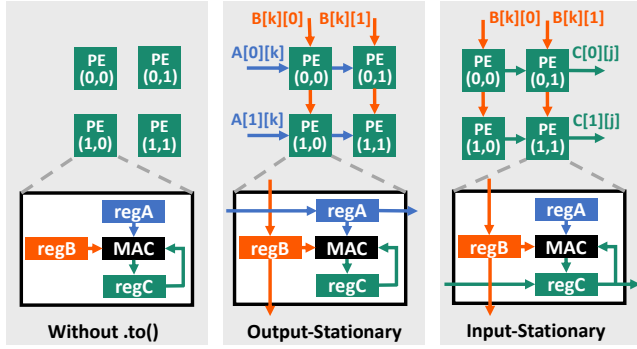 PE
(0,0)
PE
(0,1)
PE
(1,0)
PE
(1,1)
regA
regB
MAC
regC
Without .to()
B[k][0]
B[k][1]
A[0][k]
PE
(0,0)
PE
(0,1)
A[1][k]
PE
(1,0)
PE
(1,1)
regA
regB
MAC
regC
Output-Stationary
B[k][0]
B[k][1]
PE
(0,0)
PE
(0,1)
C[0][j]
PE
(1,0)
PE
(1,1)
C[1][j]
regA
regB
MAC
regC
Input-Stationary